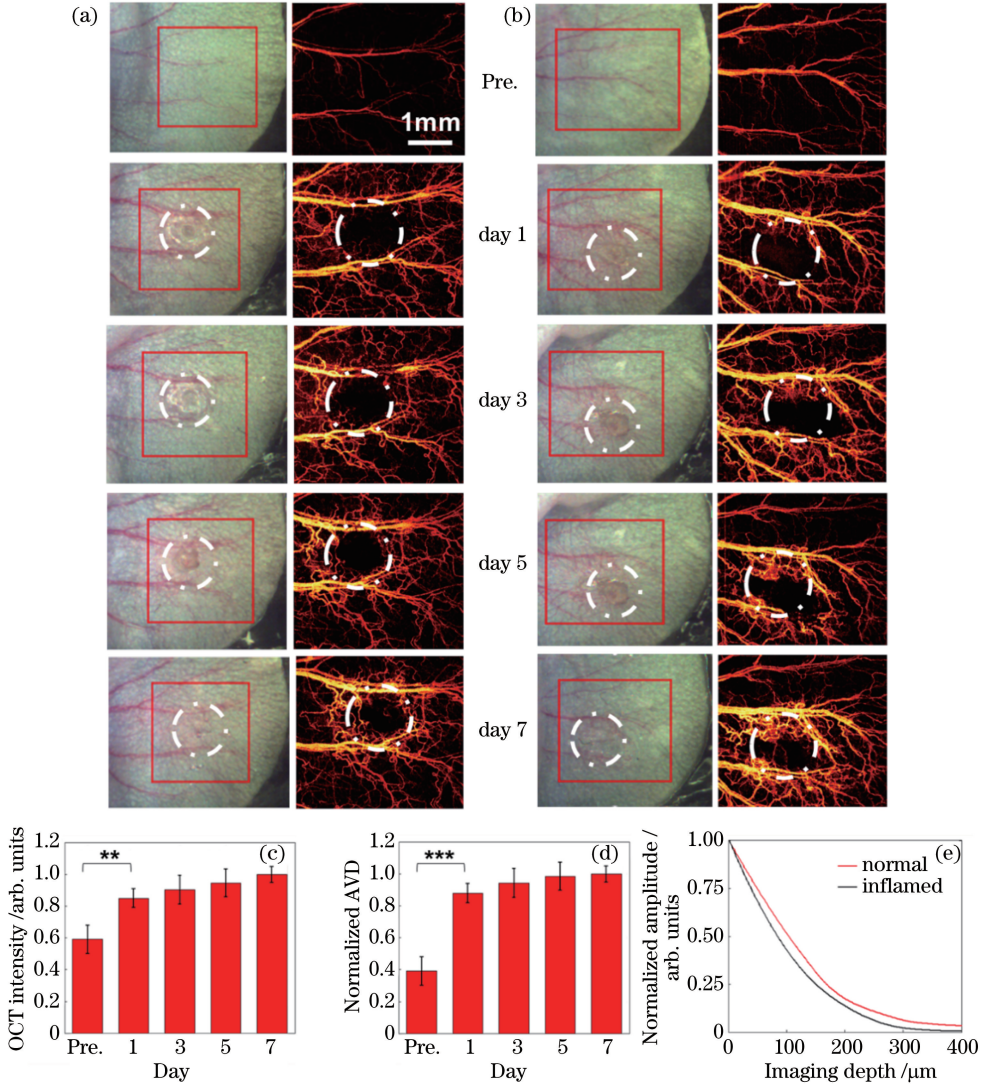 (a)
(b)
Pre.
1mm
day 1
day 3
day 5
day 7
OCT intensity /arb. units
1.2
1.0
0.8
0.6
0.4
0.2
0
**
(c)
Pre.
1
3
5
7
Day
Normalized AVD
1.2
1.0
0.8
0.6
0.4
0.2
0
***
(d)
Pre.
1
3
5
7
Day
Normalized amplitude /
arb. units
1.00
0.75
0.50
0.25
0
(e)
normal
inflamed
0
100
200
300
400
Imaging depth /μm